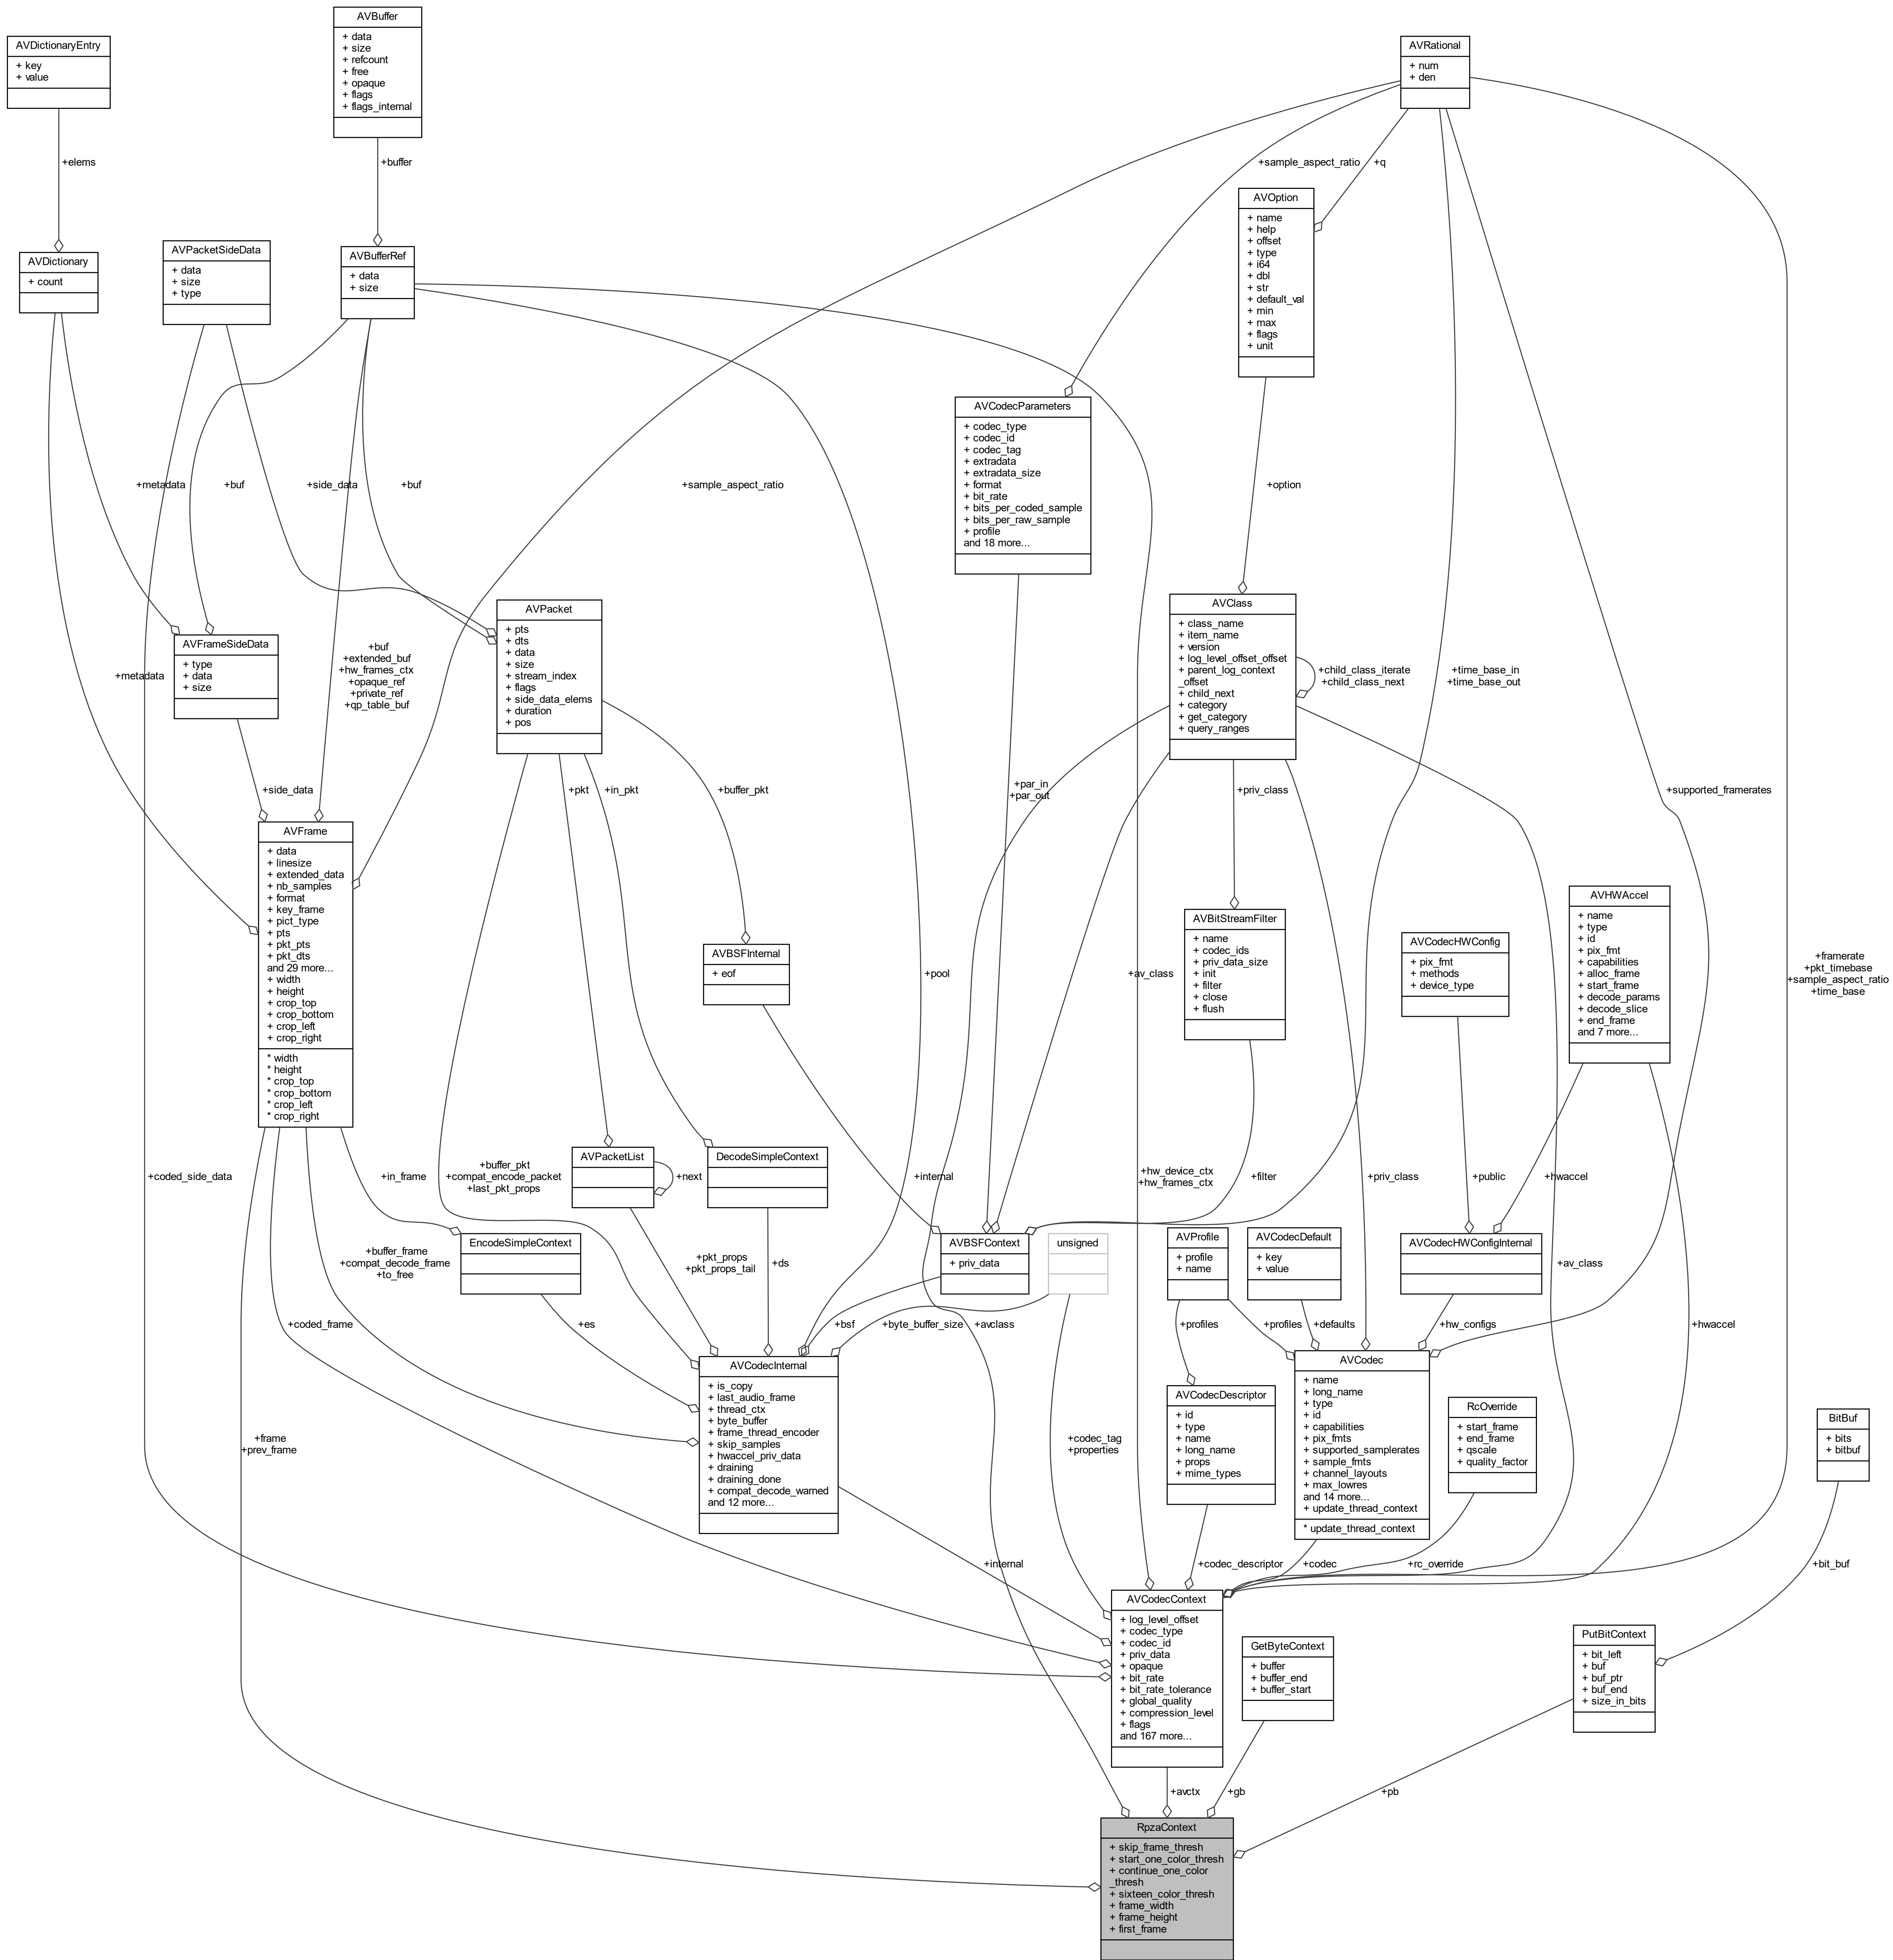 AVBuffer
+ data
+ size
+ refcount
+ free
+ opaque
+ flags
+ flags_internal
AVDictionaryEntry
+ key
+ value
AVRational
+ num
+ den
+elems
+buffer
+sample_aspect_ratio
+q
AVOption
+ name
+ help
+ offset
+ type
+ i64
+ dbl
+ str
+ default_val
+ min
+ max
+ flags
+ unit
AVDictionary
+ count
AVPacketSideData
+ data
+ size
+ type
AVBufferRef
+ data
+ size
AVCodecParameters
+ codec_type
+ codec_id
+ codec_tag
+ extradata
+ extradata_size
+ format
+ bit_rate
+ bits_per_coded_sample
+ bits_per_raw_sample
+ profile
and 18 more...
+metadata
+buf
+side_data
+buf
+sample_aspect_ratio
+option
AVPacket
+ pts
+ dts
+ data
+ size
+ stream_index
+ flags
+ side_data_elems
+ duration
+ pos
AVClass
+ class_name
+ item_name
+ version
+ log_level_offset_offset
+ parent_log_context
_offset
+ child_next
+ category
+ get_category
+ query_ranges
+child_class_iterate
+child_class_next
+time_base_in
+time_base_out
AVFrameSideData
+ type
+ data
+ size
+metadata
+buf
+extended_buf
+hw_frames_ctx
+opaque_ref
+private_ref
+qp_table_buf
+side_data
+pkt
+in_pkt
+buffer_pkt
+par_in
+par_out
+priv_class
+supported_framerates
AVFrame
+ data
+ linesize
+ extended_data
+ nb_samples
+ format
+ key_frame
+ pict_type
+ pts
+ pkt_pts
+ pkt_dts
and 29 more...
+ width
+ height
+ crop_top
+ crop_bottom
+ crop_left
+ crop_right
* width
* height
* crop_top
* crop_bottom
* crop_left
* crop_right
AVBSFInternal
+ eof
+pool
+av_class
AVBitStreamFilter
+ name
+ codec_ids
+ priv_data_size
+ init
+ filter
+ close
+ flush
AVCodecHWConfig
+ pix_fmt
+ methods
+ device_type
AVHWAccel
+ name
+ type
+ id
+ pix_fmt
+ capabilities
+ alloc_frame
+ start_frame
+ decode_params
+ decode_slice
+ end_frame
and 7 more...
+framerate
+pkt_timebase
+sample_aspect_ratio
+time_base
+coded_side_data
+in_frame
+buffer_pkt
+compat_encode_packet
+last_pkt_props
AVPacketList
+next
DecodeSimpleContext
+internal
+hw_device_ctx
+hw_frames_ctx
+filter
+priv_class
+public
+hwaccel
+buffer_frame
+compat_decode_frame
+to_free
EncodeSimpleContext
+pkt_props
+pkt_props_tail
+ds
AVBSFContext
+ priv_data
unsigned
AVProfile
+ profile
+ name
AVCodecDefault
+ key
+ value
AVCodecHWConfigInternal
+av_class
+coded_frame
+es
+bsf
+byte_buffer_size
+avclass
+profiles
+profiles
+defaults
+hw_configs
+hwaccel
AVCodecInternal
+ is_copy
+ last_audio_frame
+ thread_ctx
+ byte_buffer
+ frame_thread_encoder
+ skip_samples
+ hwaccel_priv_data
+ draining
+ draining_done
+ compat_decode_warned
and 12 more...
AVCodecDescriptor
+ id
+ type
+ name
+ long_name
+ props
+ mime_types
AVCodec
+ name
+ long_name
+ type
+ id
+ capabilities
+ pix_fmts
+ supported_samplerates
+ sample_fmts
+ channel_layouts
+ max_lowres
and 14 more...
+ update_thread_context
* update_thread_context
RcOverride
+ start_frame
+ end_frame
+ qscale
+ quality_factor
BitBuf
+ bits
+ bitbuf
+frame
+prev_frame
+codec_tag
+properties
+internal
+codec_descriptor
+codec
+rc_override
+bit_buf
AVCodecContext
+ log_level_offset
+ codec_type
+ codec_id
+ priv_data
+ opaque
+ bit_rate
+ bit_rate_tolerance
+ global_quality
+ compression_level
+ flags
and 167 more...
GetByteContext
+ buffer
+ buffer_end
+ buffer_start
PutBitContext
+ bit_left
+ buf
+ buf_ptr
+ buf_end
+ size_in_bits
+avctx
+gb
+pb
RpzaContext
+ skip_frame_thresh
+ start_one_color_thresh
+ continue_one_color
_thresh
+ sixteen_color_thresh
+ frame_width
+ frame_height
+ first_frame